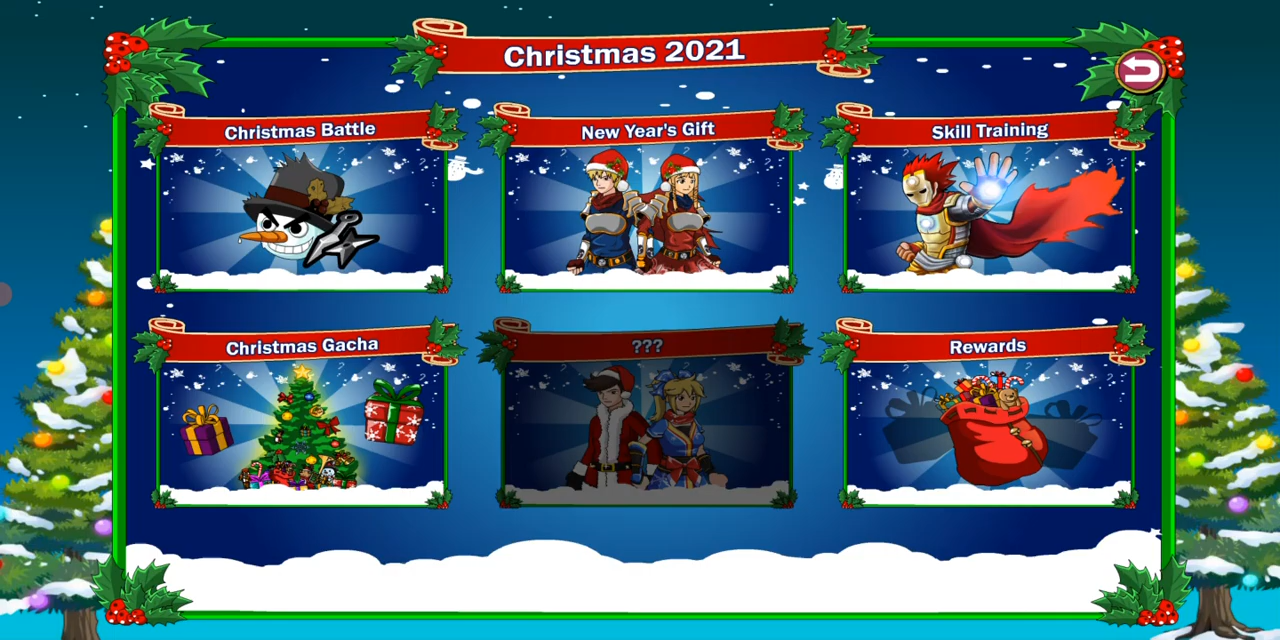 Christmas 2021
Christmas Battle
New Year's Gift
Skill Training
Christmas Gacha
???
Rewards